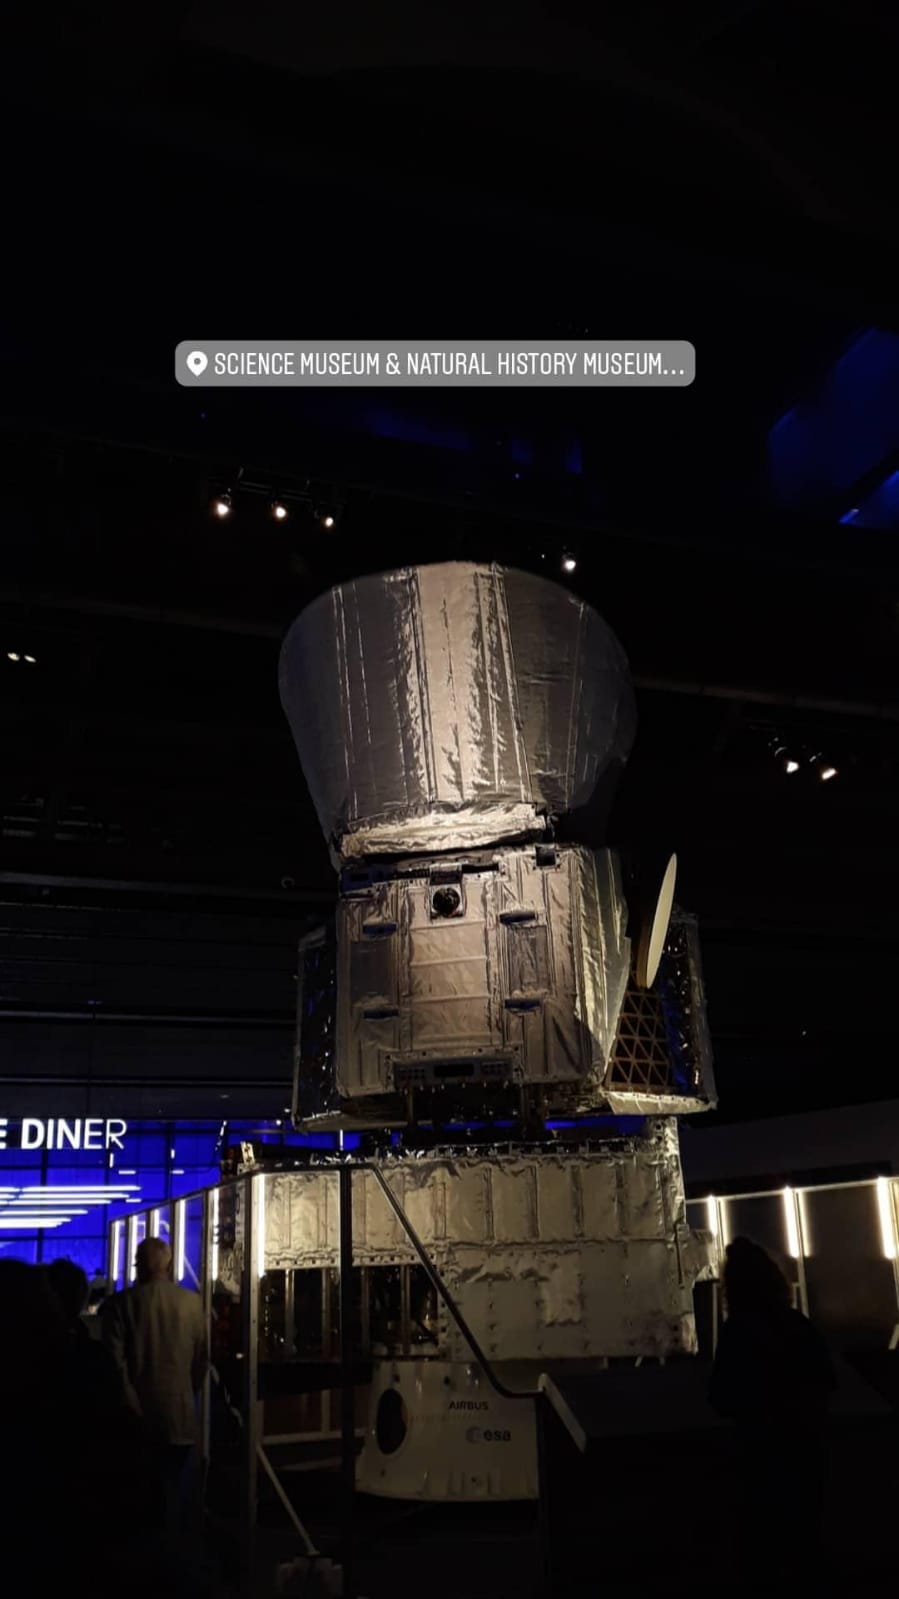 SCIENCE MUSEUM & NATURAL HISTORY MUSEUM...
E DINER
AIRBUS
esa